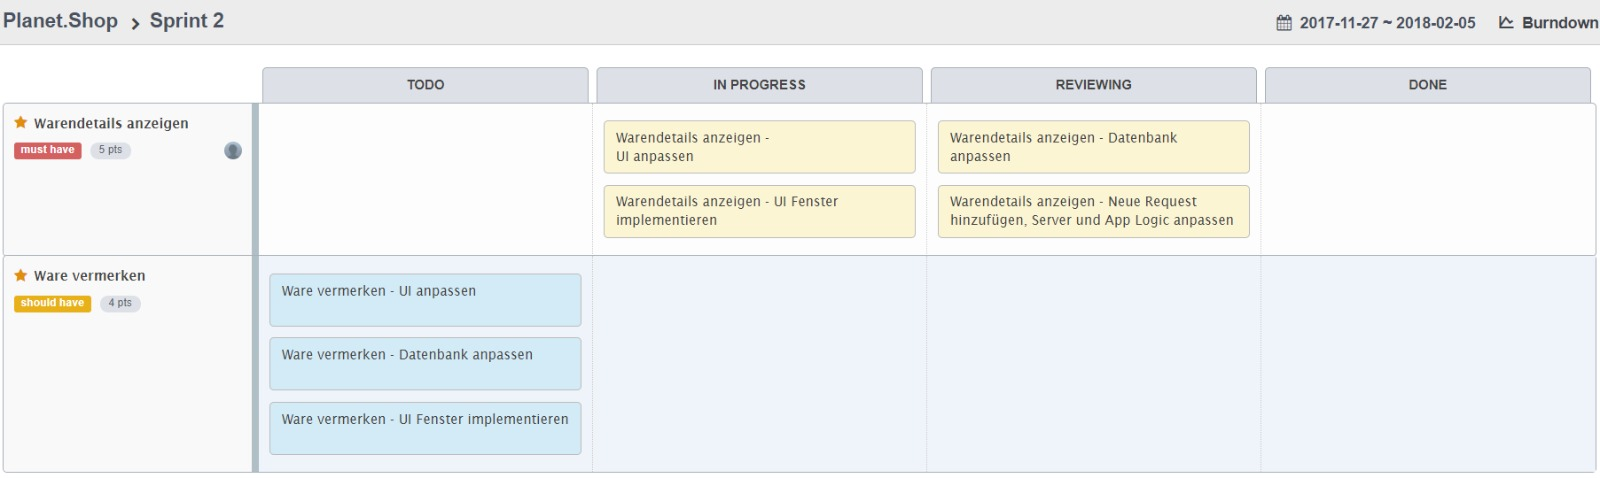 Planet.Shop > Sprint 2
2017-11-27 ~ 2018-02-05 Burndown
TODO IN PROGRESS REVIEWING DONE
Warendetails anzeigen
must have 5 pts
Warendetails anzeigen -
UI anpassen
Warendetails anzeigen - UI Fenster
implementieren
Warendetails anzeigen - Datenbank
anpassen
Warendetails anzeigen - Neue Request
hinzufügen, Server und App Logic anpassen
Ware vermerken
should have 4 pts
Ware vermerken - UI anpassen
Ware vermerken - Datenbank anpassen
Ware vermerken - UI Fenster implementieren